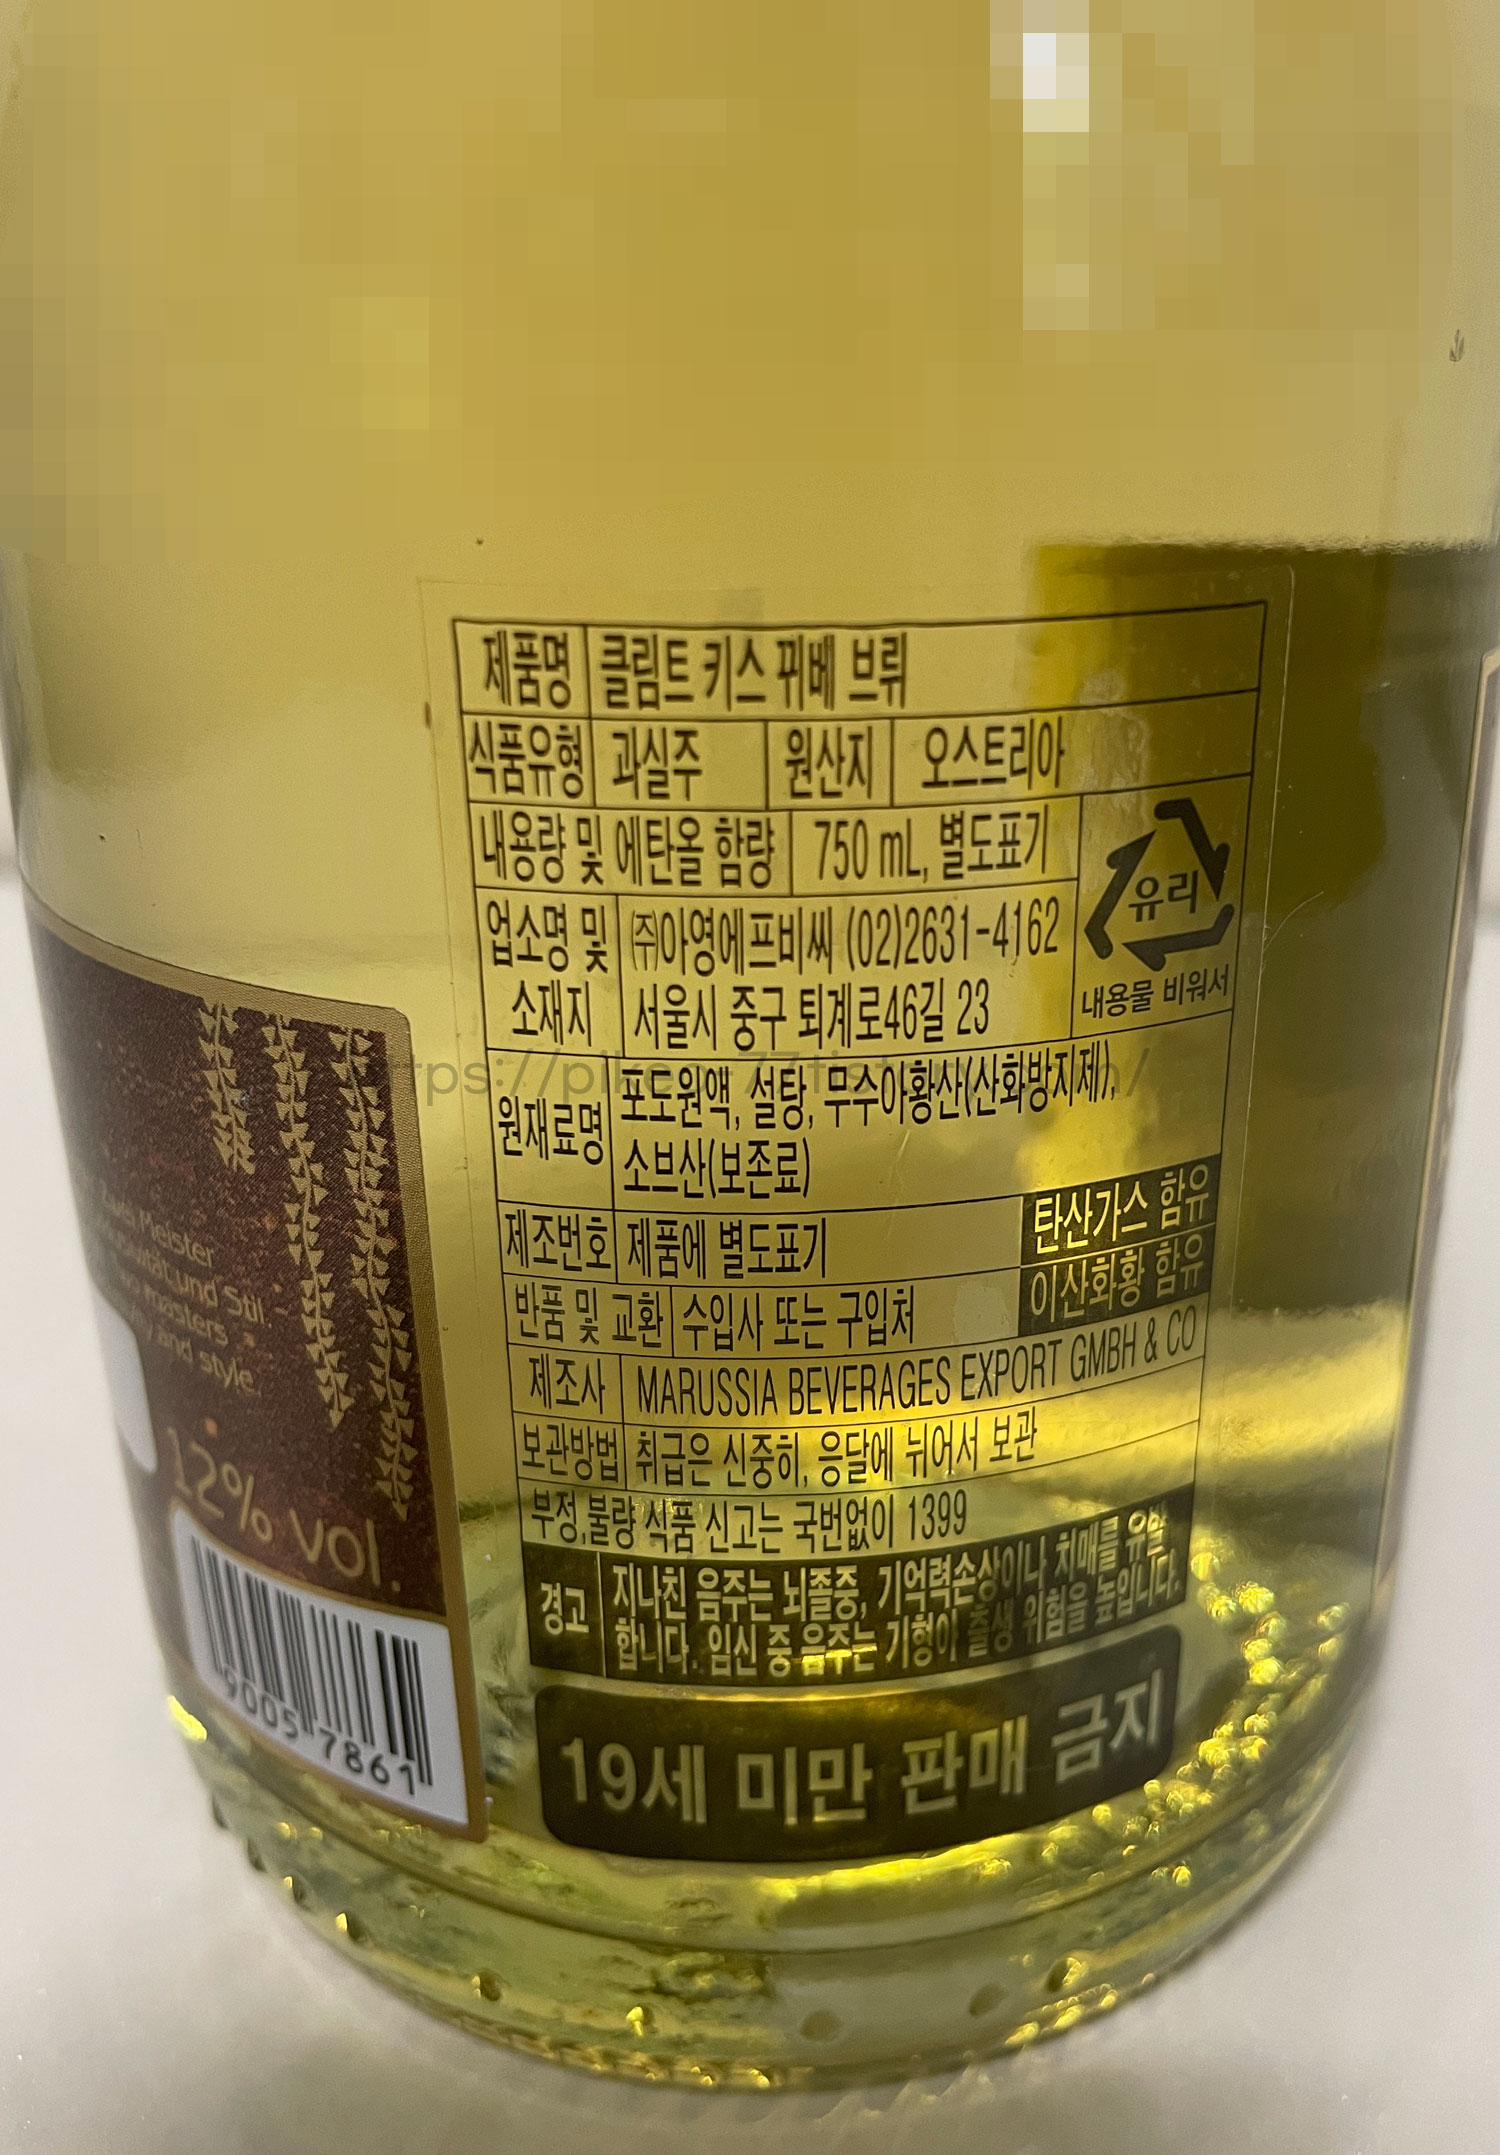 제품명 클림트 키스 뀌베 브뤼
식품유형 과실주 원산지 오스트리아
내용량 및 에탄올 함량 750 mL, 별도표기
업소명 및 소재지 ㈜아영에프비씨 (02)2631-4162
서울시 중구 퇴계로46길 23
유리
내용물 비워서
원재료명 포도원액, 설탕, 무수아황산(산화방지제),
소브산(보존료)
탄산가스 함유
제조번호 제품에 별도표기
이산화황 함유
반품 및 교환 수입사 또는 구입처
제조사 MARUSSIA BEVERAGES EXPORT GMBH & CO
보관방법 취급은 신중히, 응달에 뉘어서 보관
부정,불량 식품 신고는 국번없이 1399
경고 지나친 음주는 뇌졸중, 기억력손상이나 치매를 유발
합니다. 임신 중 음주는 기형아 출생 위험을 높입니다.
19세 미만 판매 금지
Meister
und Stil.
masters
and style.
12% vol.
9005 7861